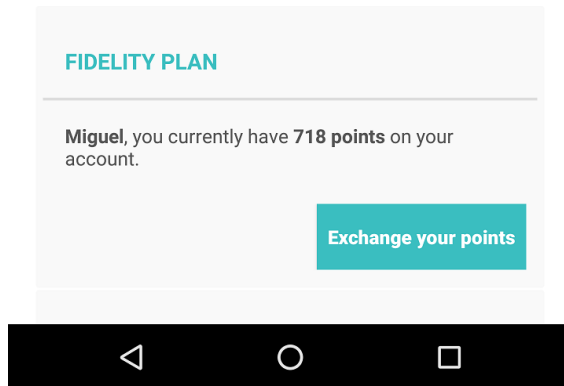 FIDELITY PLAN
Miguel, you currently have 718 points on your
account.
Exchange your points